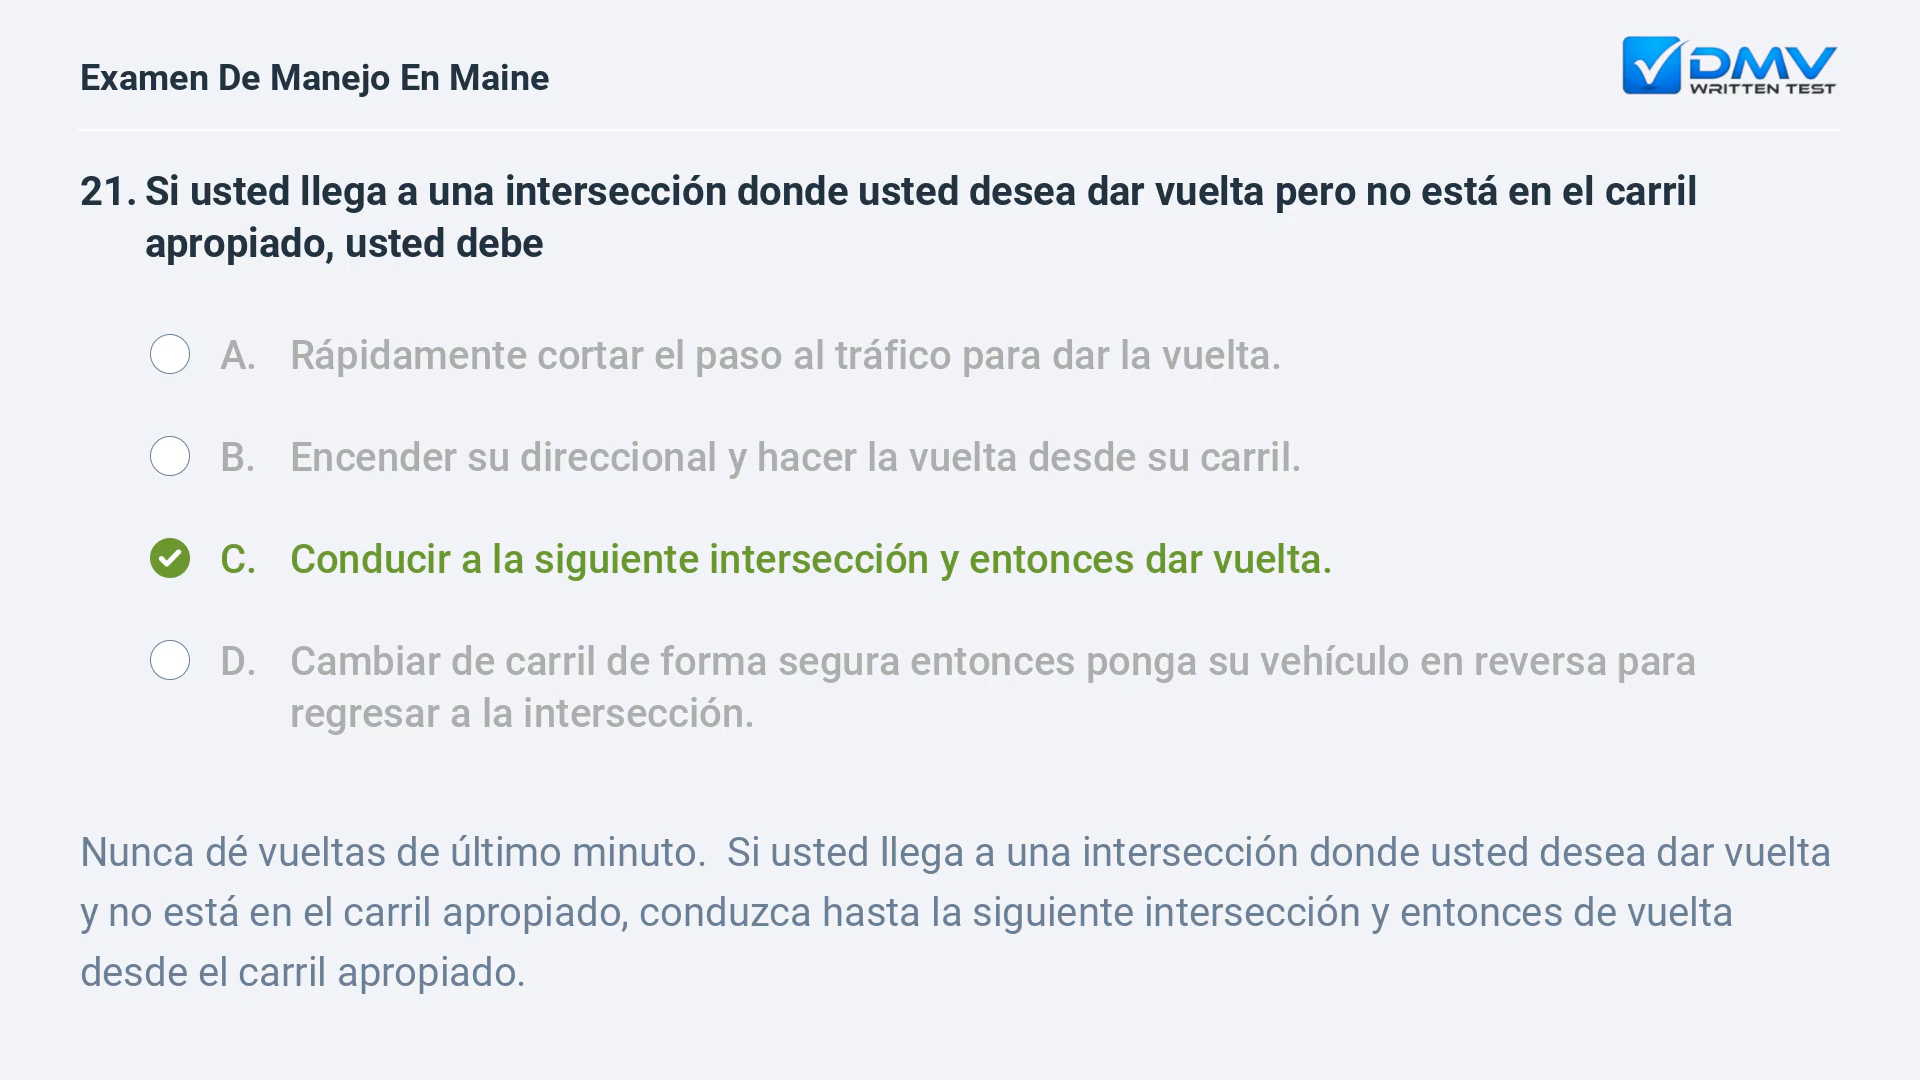 Examen De Manejo En Maine
DMV
WRITTEN TEST
21. Si usted llega a una intersección donde usted desea dar vuelta pero no está en el carril
apropiado, usted debe
A. Rápidamente cortar el paso al tráfico para dar la vuelta.
B. Encender su direccional y hacer la vuelta desde su carril.
C. Conducir a la siguiente intersección y entonces dar vuelta.
D. Cambiar de carril de forma segura entonces ponga su vehículo en reversa para
regresar a la intersección.
Nunca dé vueltas de último minuto.  Si usted llega a una intersección donde usted desea dar vuelta
y no está en el carril apropiado, conduzca hasta la siguiente intersección y entonces de vuelta
desde el carril apropiado.